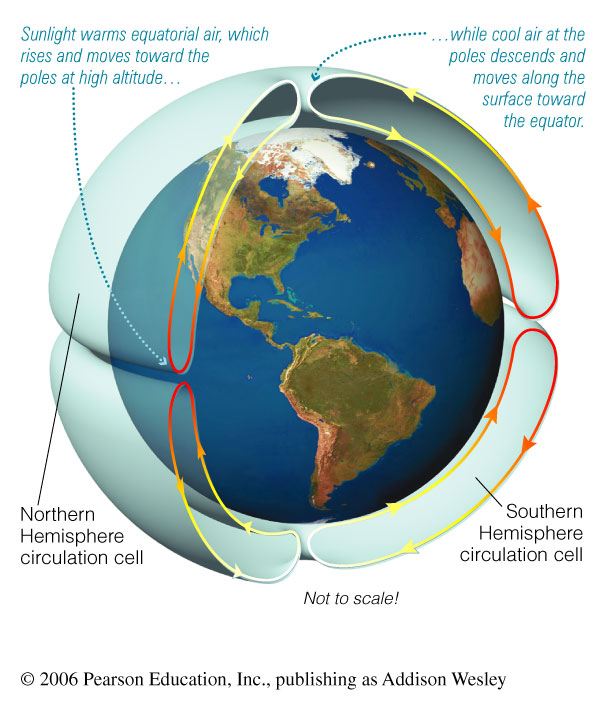 Sunlight warms equatorial air, which
rises and moves toward the
poles at high altitude…
…while cool air at the
poles descends and
moves along the
surface toward
the equator.
Northern
Hemisphere
circulation cell
Southern
Hemisphere
circulation cell
Not to scale!
© 2006 Pearson Education, Inc., publishing as Addison Wesley